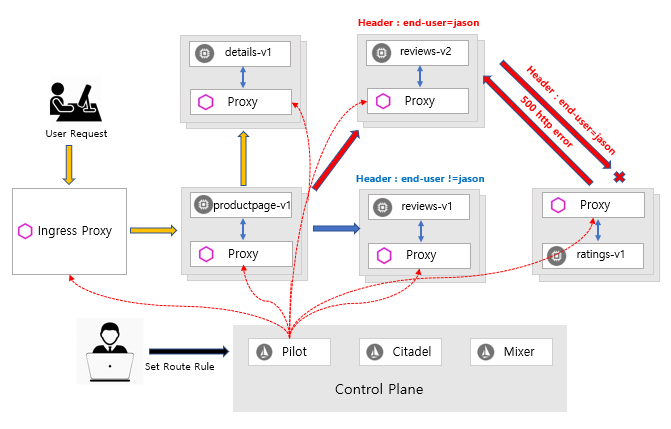 Header : end-user=jason
details-v1
Proxy
reviews-v2
Proxy
Header : end-user=jason
500 http error
User Request
Header : end-user !=jason
Ingress Proxy
productpage-v1
Proxy
reviews-v1
Proxy
Proxy
ratings-v1
Set Route Rule
Pilot
Citadel
Mixer
Control Plane